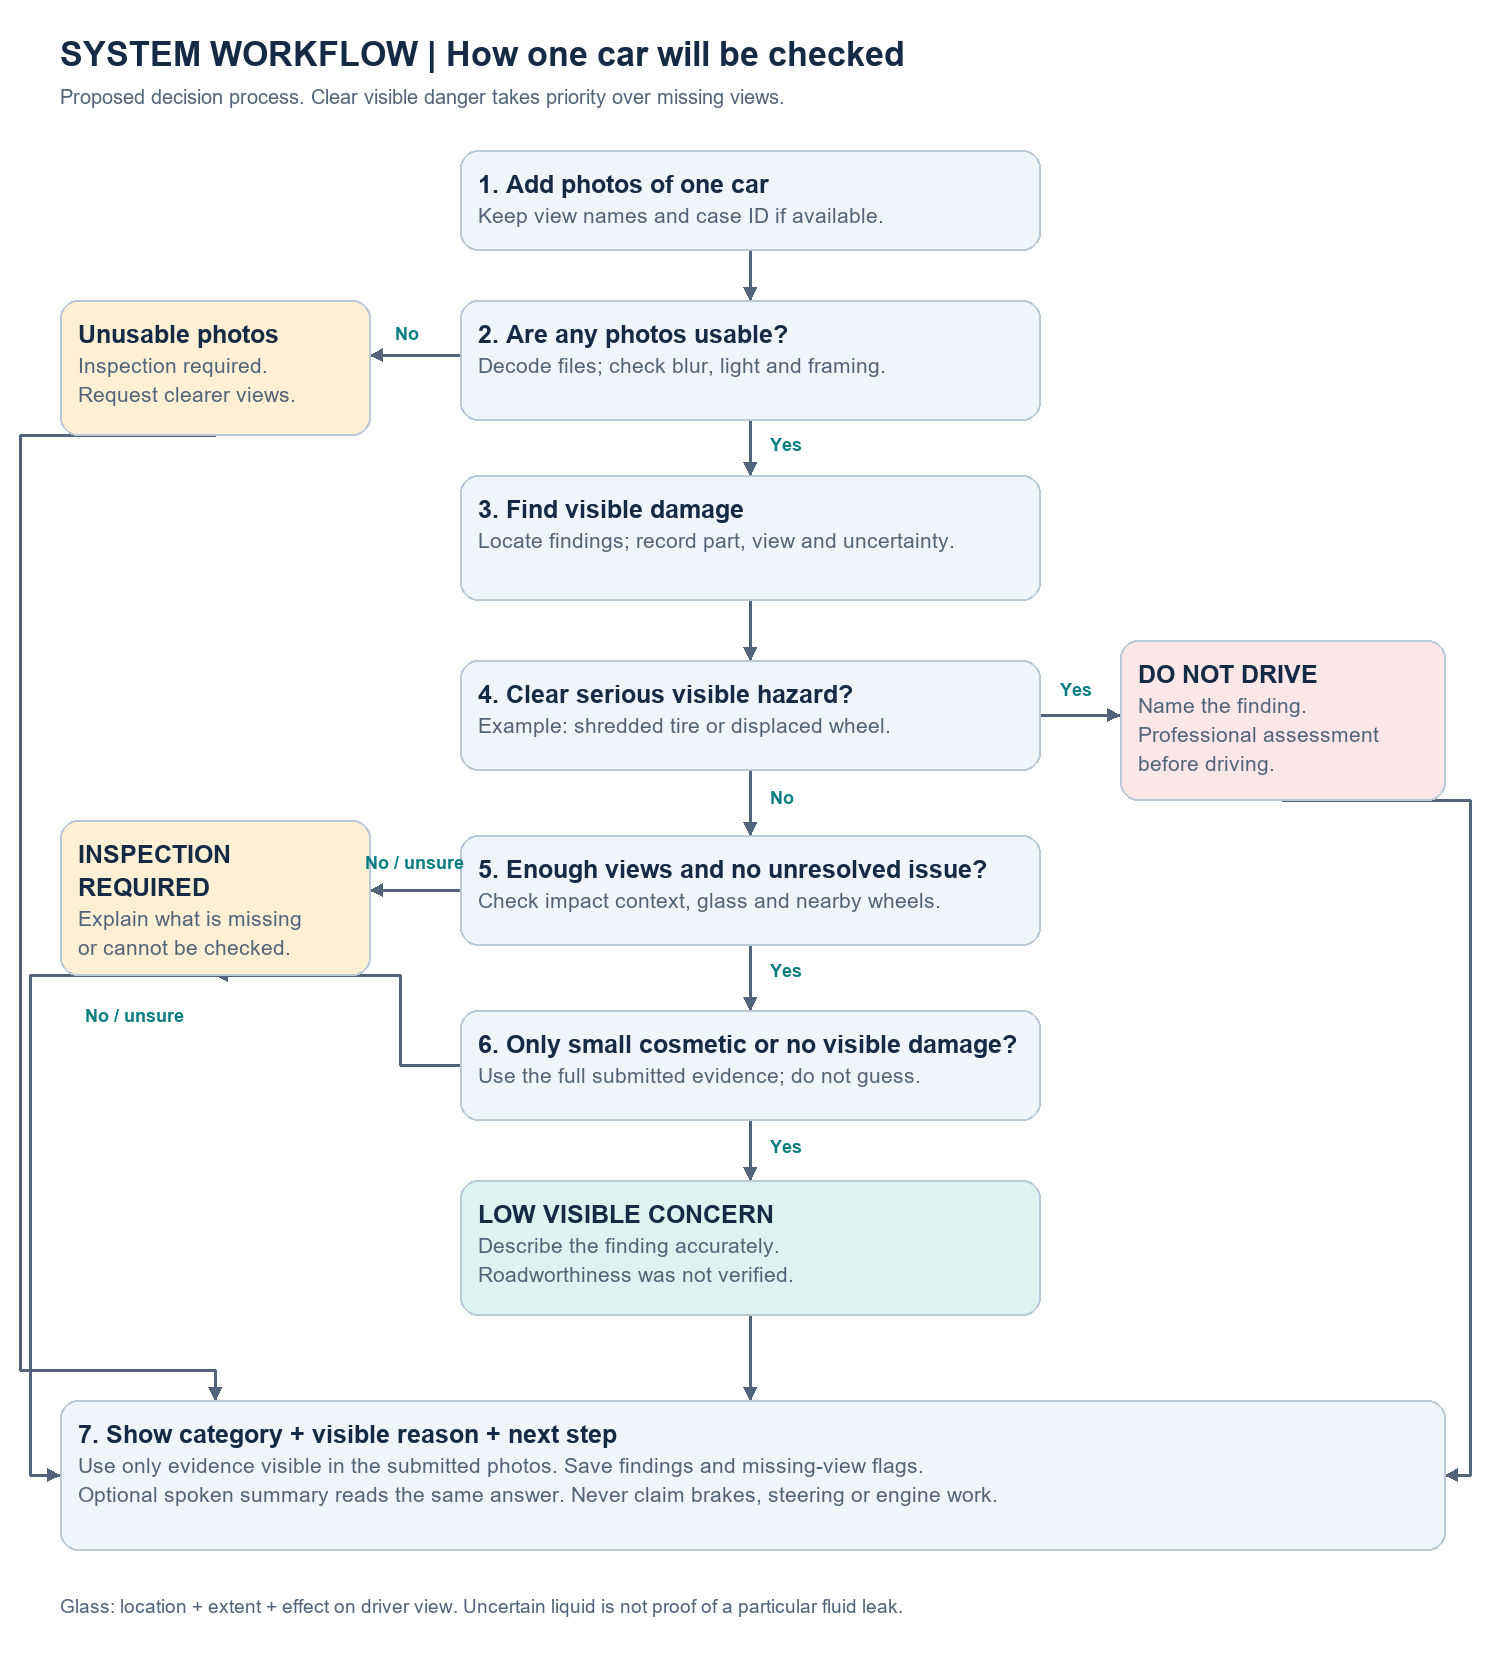 SYSTEM WORKFLOW | How one car will be checked
Proposed decision process. Clear visible danger takes priority over missing views.
1. Add photos of one car
Keep view names and case ID if available.
Unusable photos
Inspection required.
Request clearer views.
No
2. Are any photos usable?
Decode files; check blur, light and framing.
Yes
3. Find visible damage
Locate findings; record part, view and uncertainty.
4. Clear serious visible hazard?
Example: shredded tire or displaced wheel.
Yes
DO NOT DRIVE
Name the finding.
Professional assessment
before driving.
No
INSPECTION
REQUIRED
Explain what is missing
or cannot be checked.
No / unsure
5. Enough views and no unresolved issue?
Check impact context, glass and nearby wheels.
Yes
No / unsure
6. Only small cosmetic or no visible damage?
Use the full submitted evidence; do not guess.
Yes
LOW VISIBLE CONCERN
Describe the finding accurately.
Roadworthiness was not verified.
7. Show category + visible reason + next step
Use only evidence visible in the submitted photos. Save findings and missing-view flags.
Optional spoken summary reads the same answer. Never claim brakes, steering or engine work.
Glass: location + extent + effect on driver view. Uncertain liquid is not proof of a particular fluid leak.